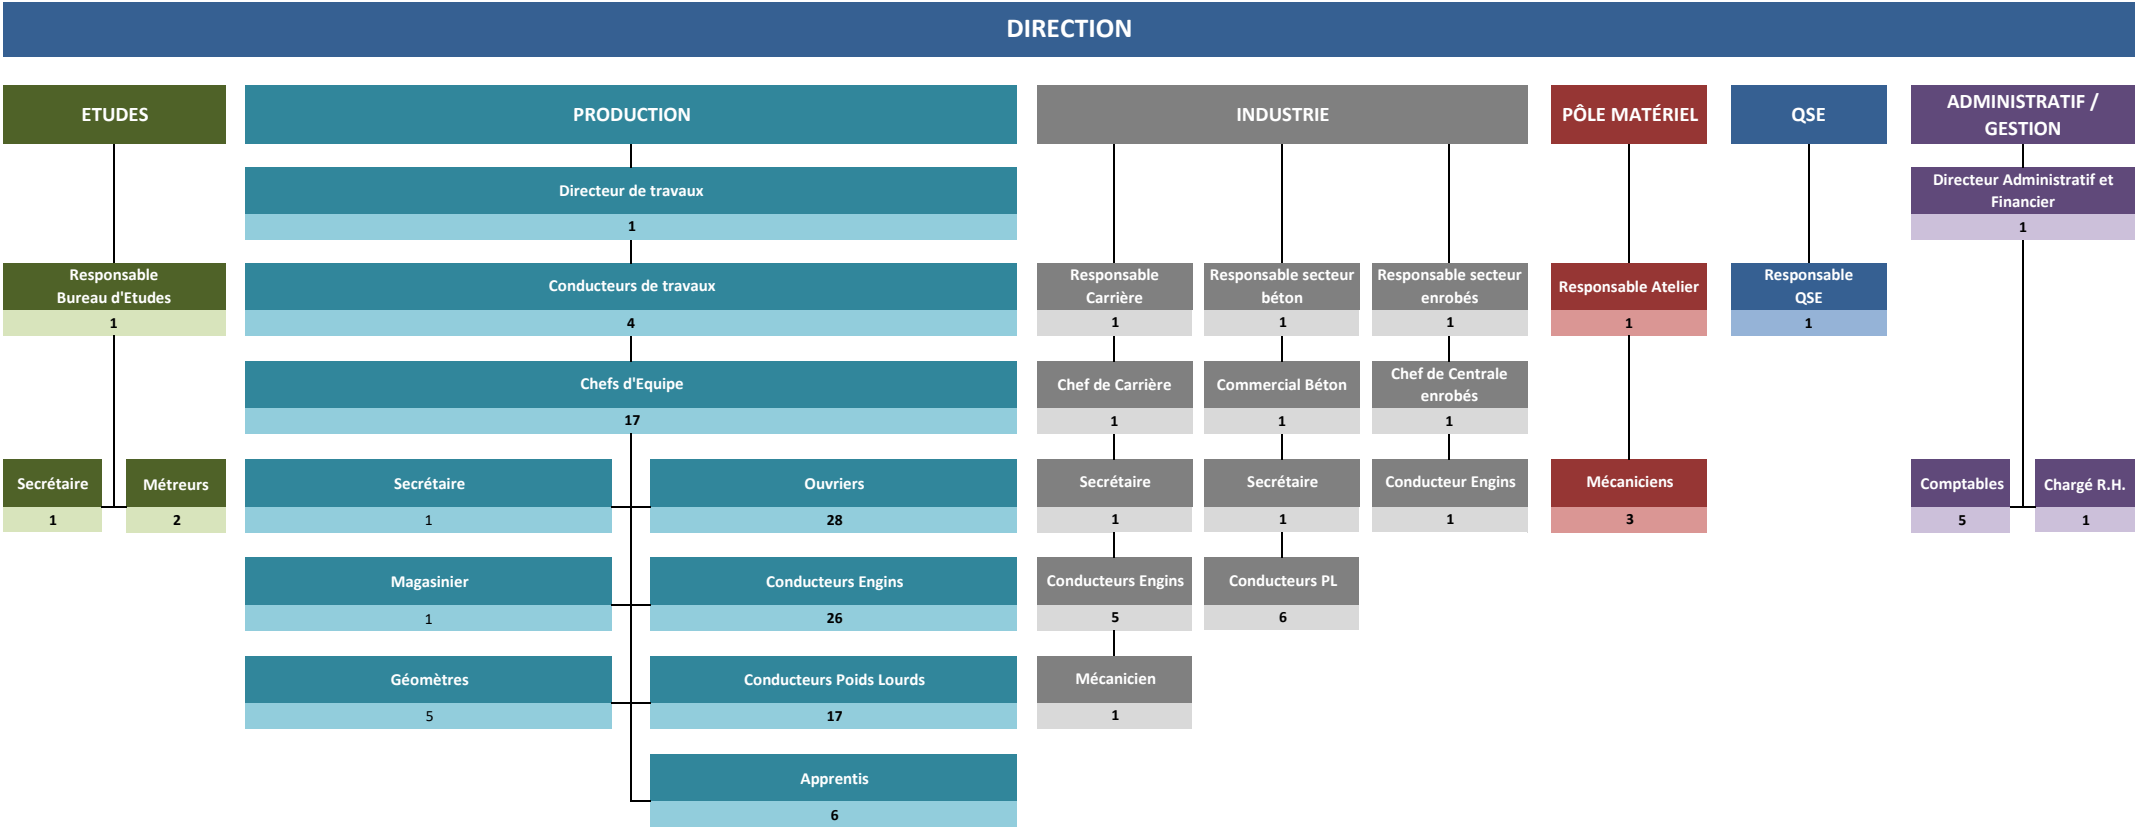 DIRECTION
ETUDES
PRODUCTION
INDUSTRIE
PÔLE MATÉRIEL
QSE
ADMINISTRATIF /
GESTION
Directeur de travaux
1
Directeur Administratif et
Financier
1
Responsable
Bureau d'Etudes
1
Conducteurs de travaux
4
Responsable
Carrière
1
Responsable secteur
béton
1
Responsable secteur
enrobés
1
Responsable Atelier
1
Responsable
QSE
1
Chefs d'Equipe
17
Chef de Carrière
1
Commercial Béton
1
Chef de Centrale
enrobés
1
Secrétaire
1
Métreurs
2
Secrétaire
1
Ouvriers
28
Secrétaire
1
Secrétaire
1
Conducteur Engins
1
Mécaniciens
3
Comptables
5
Chargé R.H.
1
Magasinier
1
Conducteurs Engins
26
Conducteurs Engins
5
Conducteurs PL
6
Géomètres
5
Conducteurs Poids Lourds
17
Mécanicien
1
Apprentis
6